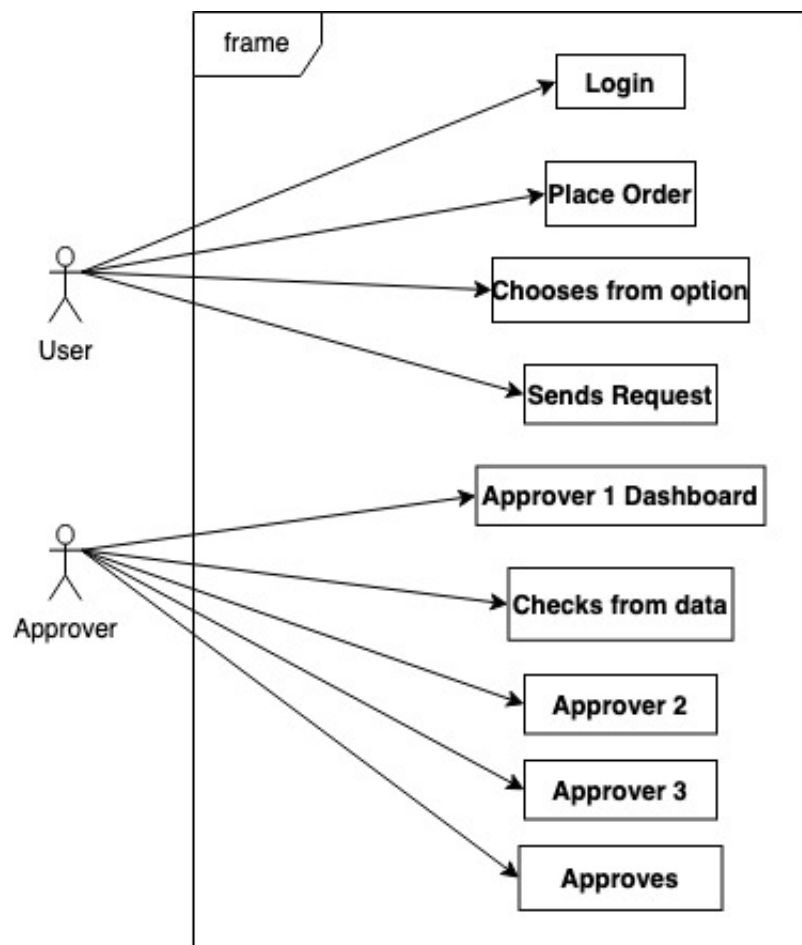 frame
Login
Place Order
Chooses from option
User
Sends Request
Approver 1 Dashboard
Approver
Checks from data
Approver 2
Approver 3
Approves